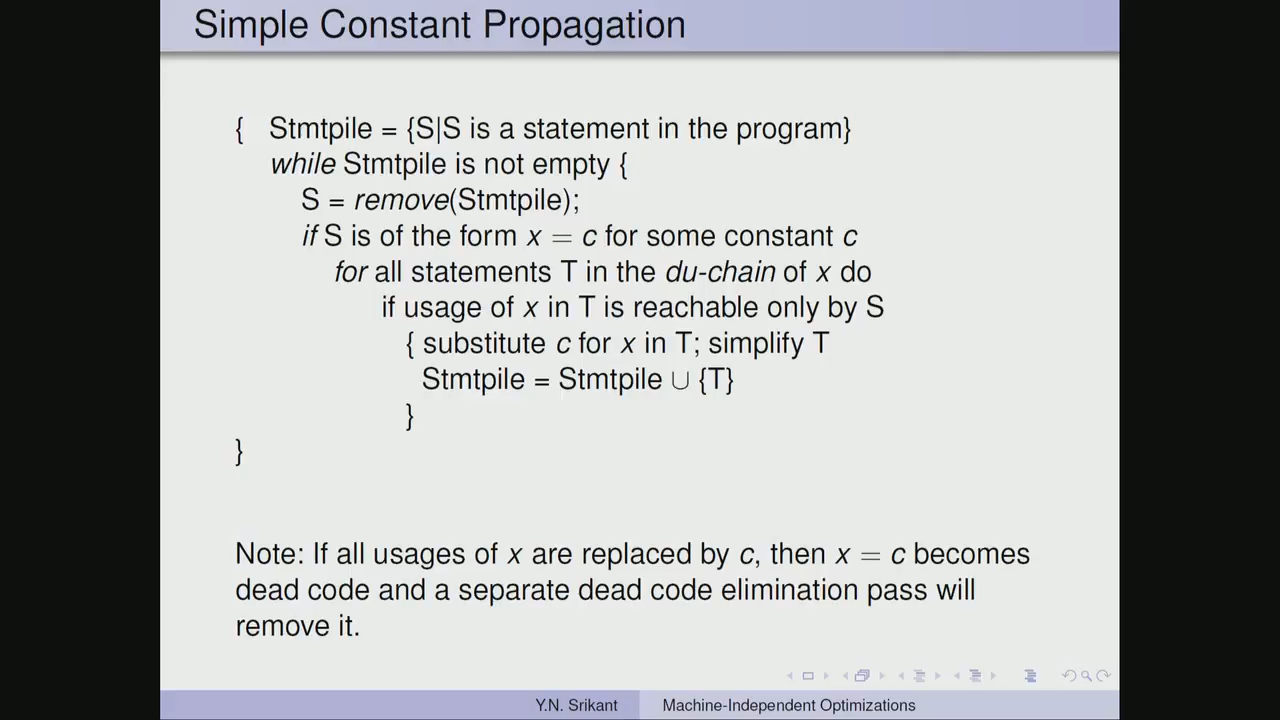 Simple Constant Propagation
{ Stmtpile = {S|S is a statement in the program}
while Stmtpile is not empty {
S = remove(Stmtpile);
if S is of the form x = c for some constant c
for all statements T in the du-chain of x do
if usage of x in T is reachable only by S
{ substitute c for x in T; simplify T
Stmtpile = Stmtpile ∪ {T}
}
}
Note: If all usages of x are replaced by c, then x = c becomes
dead code and a separate dead code elimination pass will
remove it.
Y.N. Srikant Machine-Independent Optimizations